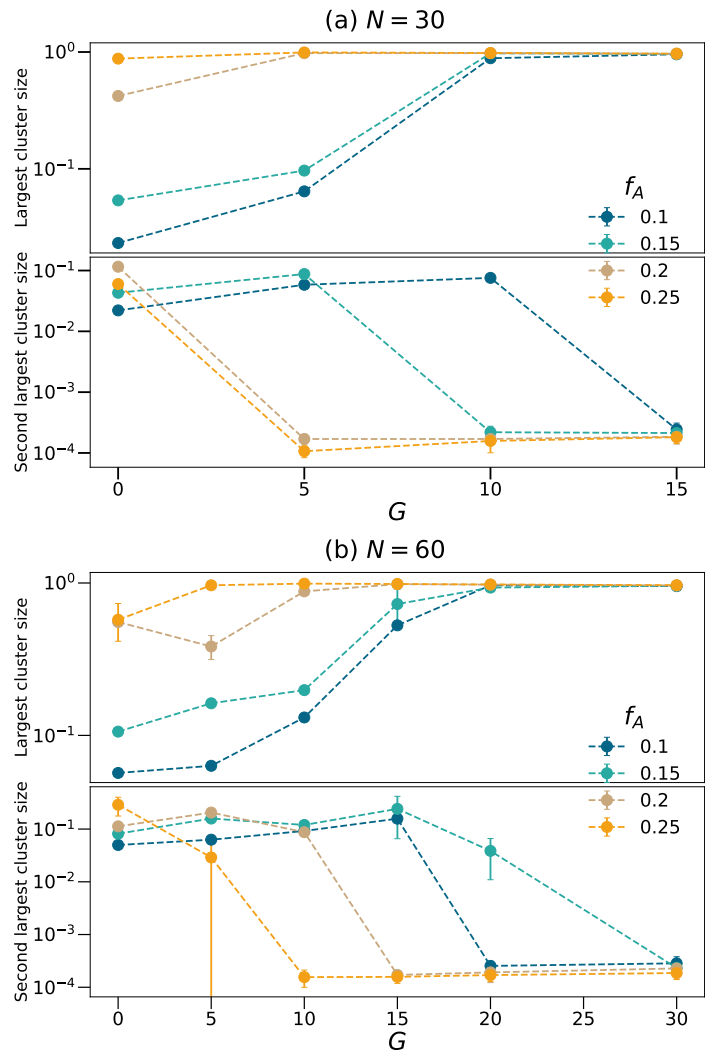 (a) N = 30
Largest cluster size
10⁰
10⁻¹
f_A
0.1
0.15
0.2
0.25
Second largest cluster size
10⁻¹
10⁻²
10⁻³
10⁻⁴
0 5 10 15
G
(b) N = 60
Largest cluster size
10⁰
10⁻¹
f_A
0.1
0.15
0.2
0.25
Second largest cluster size
10⁻¹
10⁻²
10⁻³
10⁻⁴
0 5 10 15 20 25 30
G